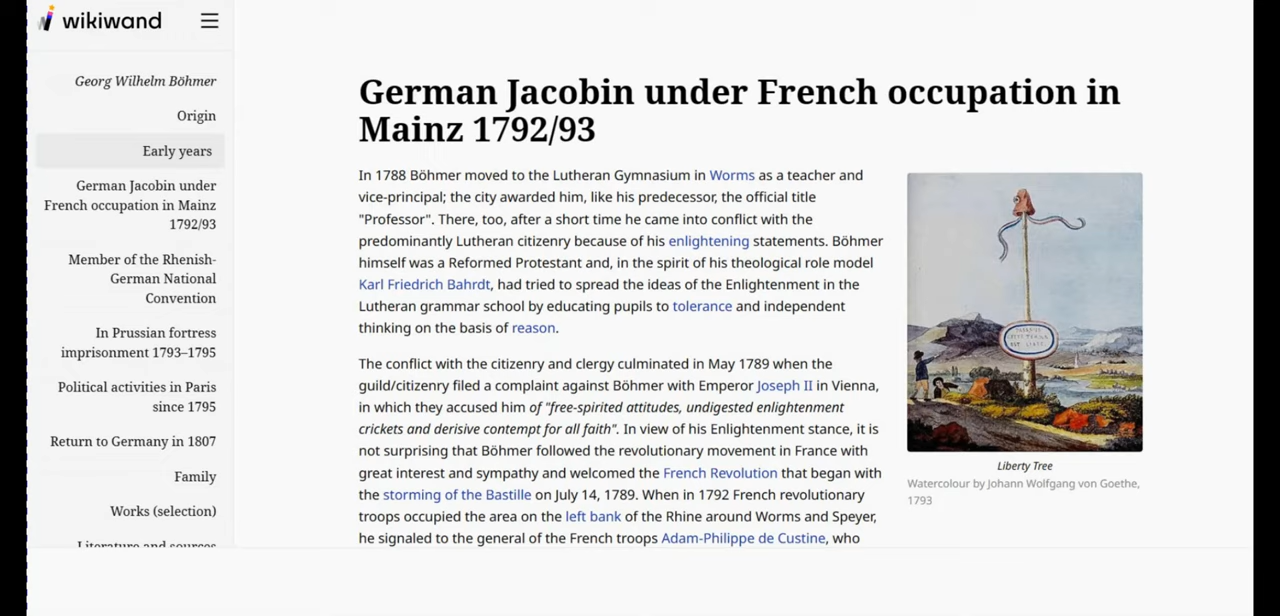 wikiwand
Georg Wilhelm Böhmer
Origin
Early years
German Jacobin under
French occupation in Mainz
1792/93
Member of the Rhenish-
German National
Convention
In Prussian fortress
imprisonment 1793–1795
Political activities in Paris
since 1795
Return to Germany in 1807
Family
Works (selection)
Literature and sources
German Jacobin under French occupation in
Mainz 1792/93
In 1788 Böhmer moved to the Lutheran Gymnasium in Worms as a teacher and
vice-principal; the city awarded him, like his predecessor, the official title
"Professor". There, too, after a short time he came into conflict with the
predominantly Lutheran citizenry because of his enlightening statements. Böhmer
himself was a Reformed Protestant and, in the spirit of his theological role model
Karl Friedrich Bahrdt, had tried to spread the ideas of the Enlightenment in the
Lutheran grammar school by educating pupils to tolerance and independent
thinking on the basis of reason.
The conflict with the citizenry and clergy culminated in May 1789 when the
guild/citizenry filed a complaint against Böhmer with Emperor Joseph II in Vienna,
in which they accused him of "free-spirited attitudes, undigested enlightenment
crickets and derisive contempt for all faith". In view of his Enlightenment stance, it is
not surprising that Böhmer followed the revolutionary movement in France with
great interest and sympathy and welcomed the French Revolution that began with
the storming of the Bastille on July 14, 1789. When in 1792 French revolutionary
troops occupied the area on the left bank of the Rhine around Worms and Speyer,
he signaled to the general of the French troops Adam-Philippe de Custine, who
Liberty Tree
Watercolour by Johann Wolfgang von Goethe,
1793